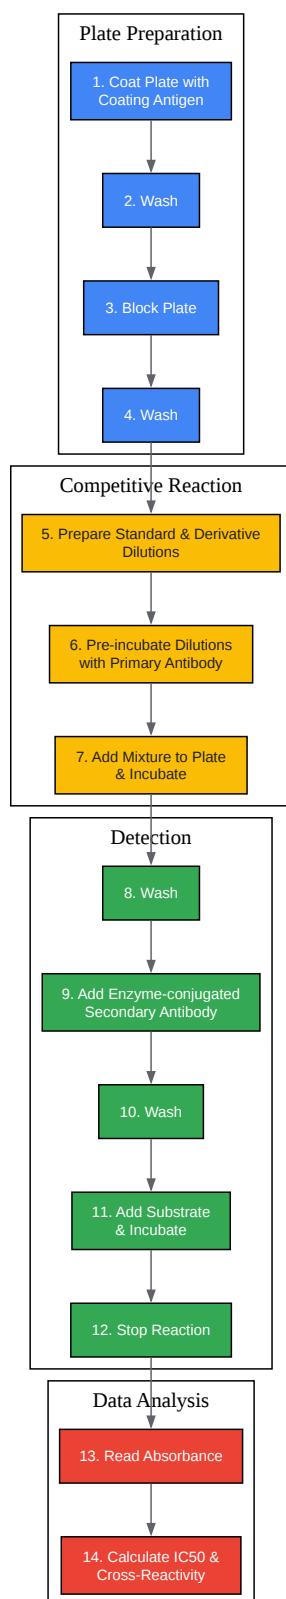 Plate Preparation
1. Coat Plate with
Coating Antigen
2. Wash
3. Block Plate
4. Wash
Competitive Reaction
5. Prepare Standard & Derivative
Dilutions
6. Pre-incubate Dilutions
with Primary Antibody
7. Add Mixture to Plate
& Incubate
Detection
8. Wash
9. Add Enzyme-conjugated
Secondary Antibody
10. Wash
11. Add Substrate
& Incubate
12. Stop Reaction
Data Analysis
13. Read Absorbance
14. Calculate IC50 &
Cross-Reactivity